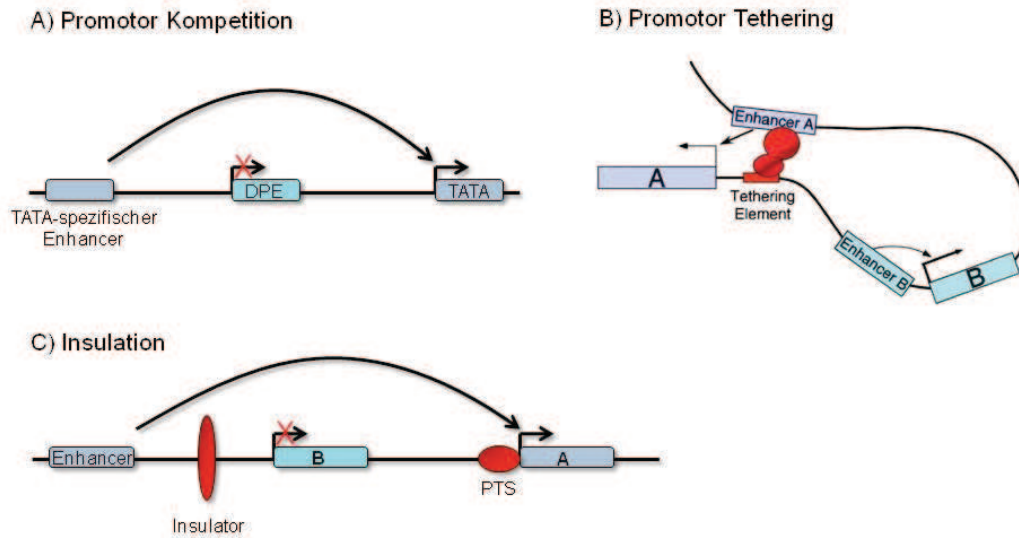 A) Promotor Kompetition
DPE
TATA
TATA-spezifischer
Enhancer
B) Promotor Tethering
Enhancer A
A
Tethering
Element
Enhancer B
B
C) Insulation
Enhancer
B
A
PTS
Insulator